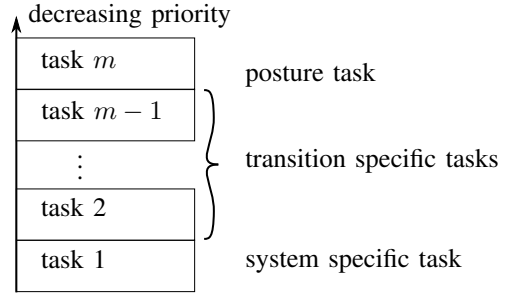 decreasing priority
task m
posture task
task m − 1
⋮
transition specific tasks
task 2
task 1
system specific task